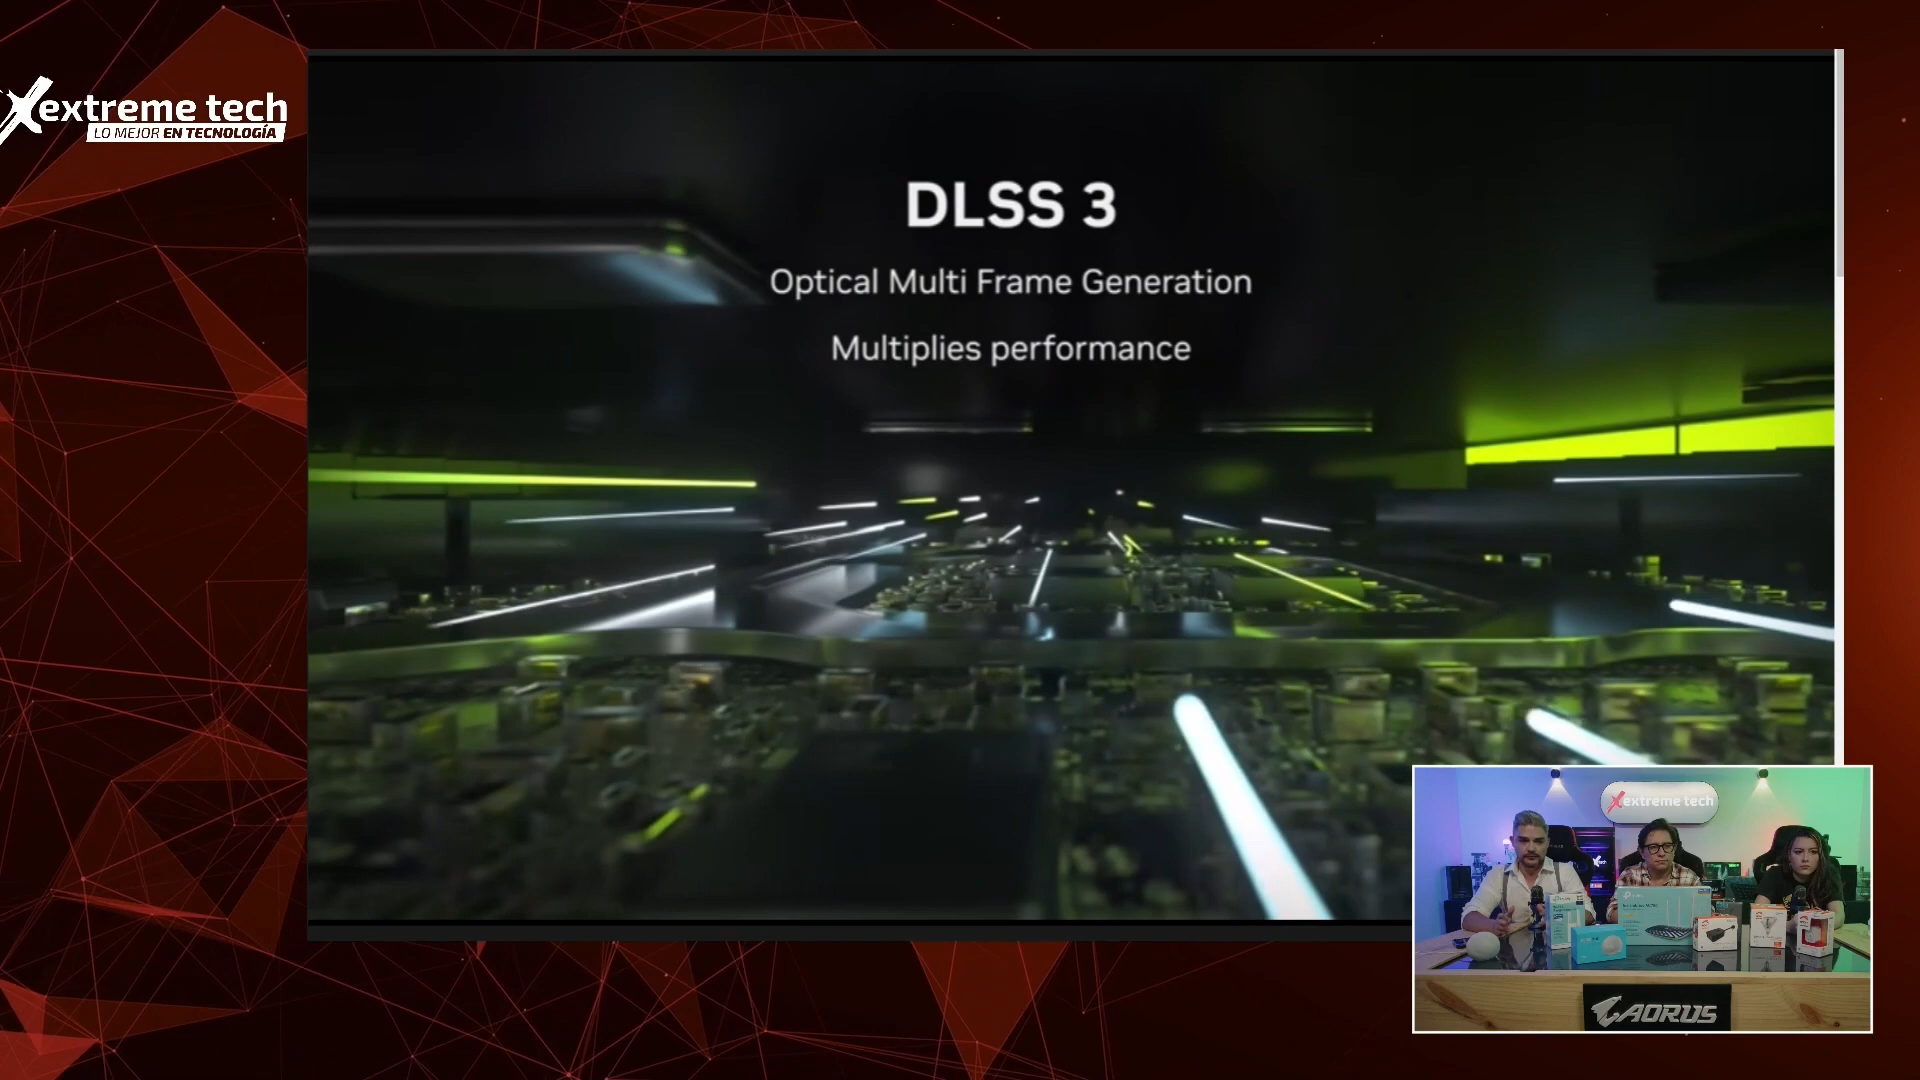 extreme tech
LO MEJOR EN TECNOLOGÍA
DLSS 3
Optical Multi Frame Generation
Multiplies performance
extreme tech
AORUS